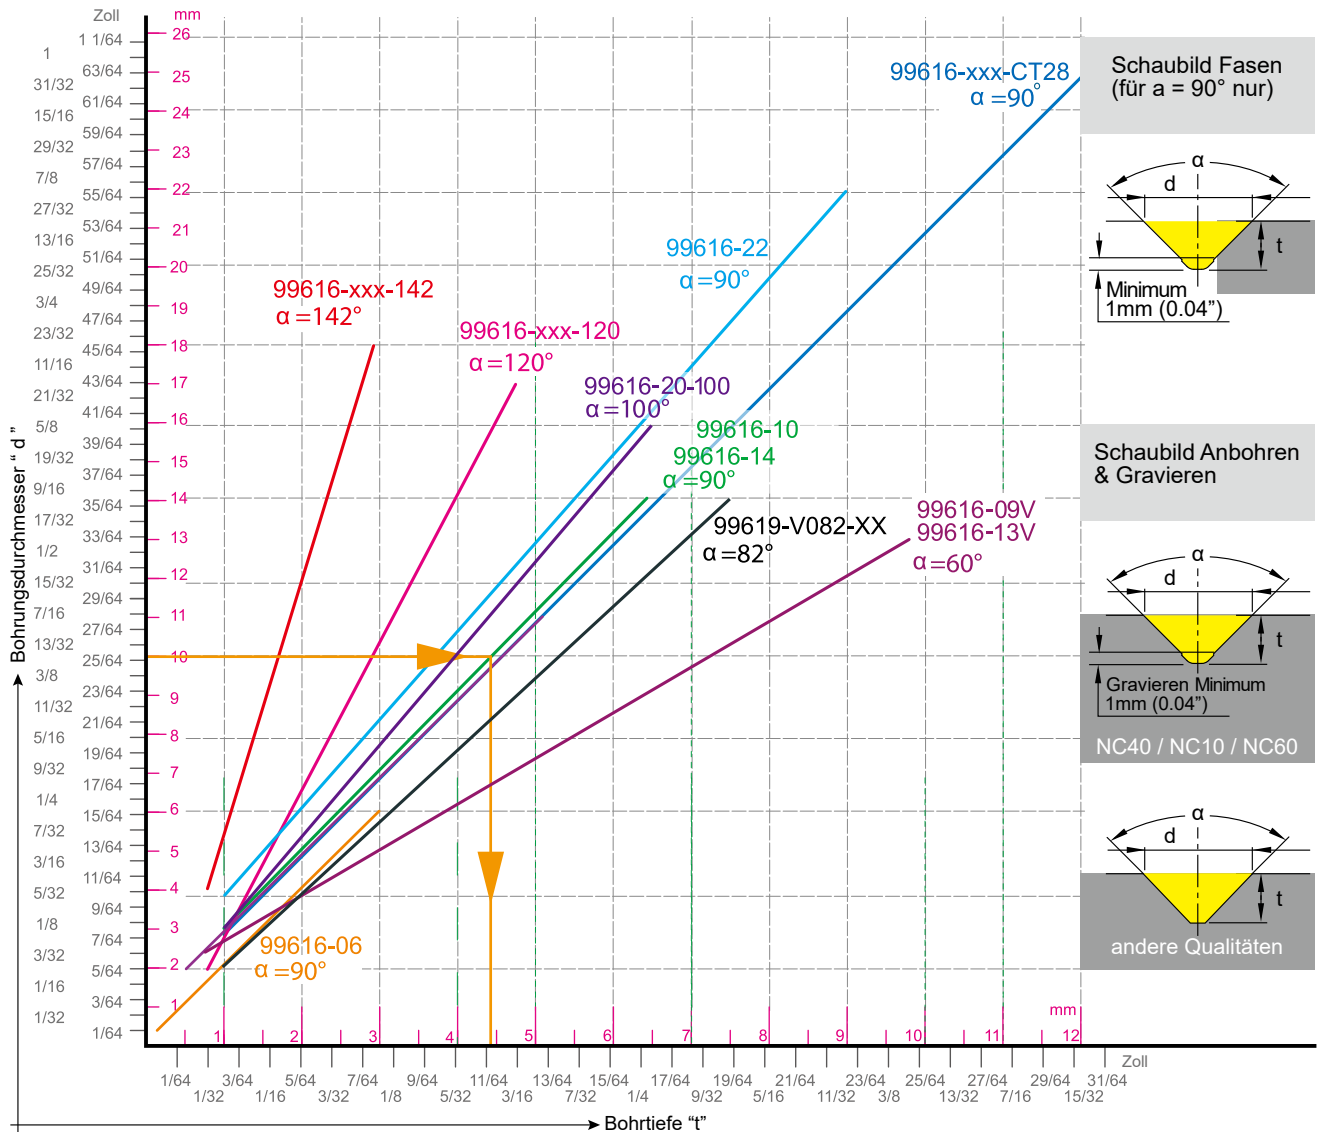 Zoll
mm
1 1/64
1
63/64
31/32
61/64
15/16
59/64
29/32
57/64
7/8
55/64
27/32
53/64
13/16
51/64
25/32
49/64
3/4
47/64
23/32
45/64
11/16
43/64
21/32
41/64
5/8
39/64
19/32
37/64
9/16
35/64
17/32
33/64
1/2
31/64
15/32
29/64
7/16
27/64
13/32
25/64
3/8
23/64
11/32
21/64
5/16
19/64
9/32
17/64
1/4
15/64
7/32
13/64
3/16
11/64
5/32
9/64
1/8
7/64
3/32
5/64
1/16
3/64
1/32
1/64
26
25
24
23
22
21
20
19
18
17
16
15
14
13
12
11
10
9
8
7
6
5
4
3
2
1
Bohrungsdurchmesser “ d ”
99616-xxx-CT28
α =90°
99616-22
α =90°
99616-xxx-142
α =142°
99616-xxx-120
α =120°
99616-20-100
α =100°
99616-10
99616-14
α =90°
99619-V082-XX
α =82°
99616-09V
99616-13V
α =60°
99616-06
α =90°
1 2 3 4 5 6 7 8 9 10 11 12
mm
Zoll
1/64 3/64 5/64 7/64 9/64 11/64 13/64 15/64 17/64 19/64 21/64 23/64 25/64 27/64 29/64 31/64
1/32 1/16 3/32 1/8 5/32 3/16 7/32 1/4 9/32 5/16 11/32 3/8 13/32 7/16 15/32
Bohrtiefe “t”
Schaubild Fasen
(für a = 90° nur)
α
d
t
Minimum
1mm (0.04”)
Schaubild Anbohren
& Gravieren
α
d
t
Gravieren Minimum
1mm (0.04”)
NC40 / NC10 / NC60
α
d
t
andere Qualitäten